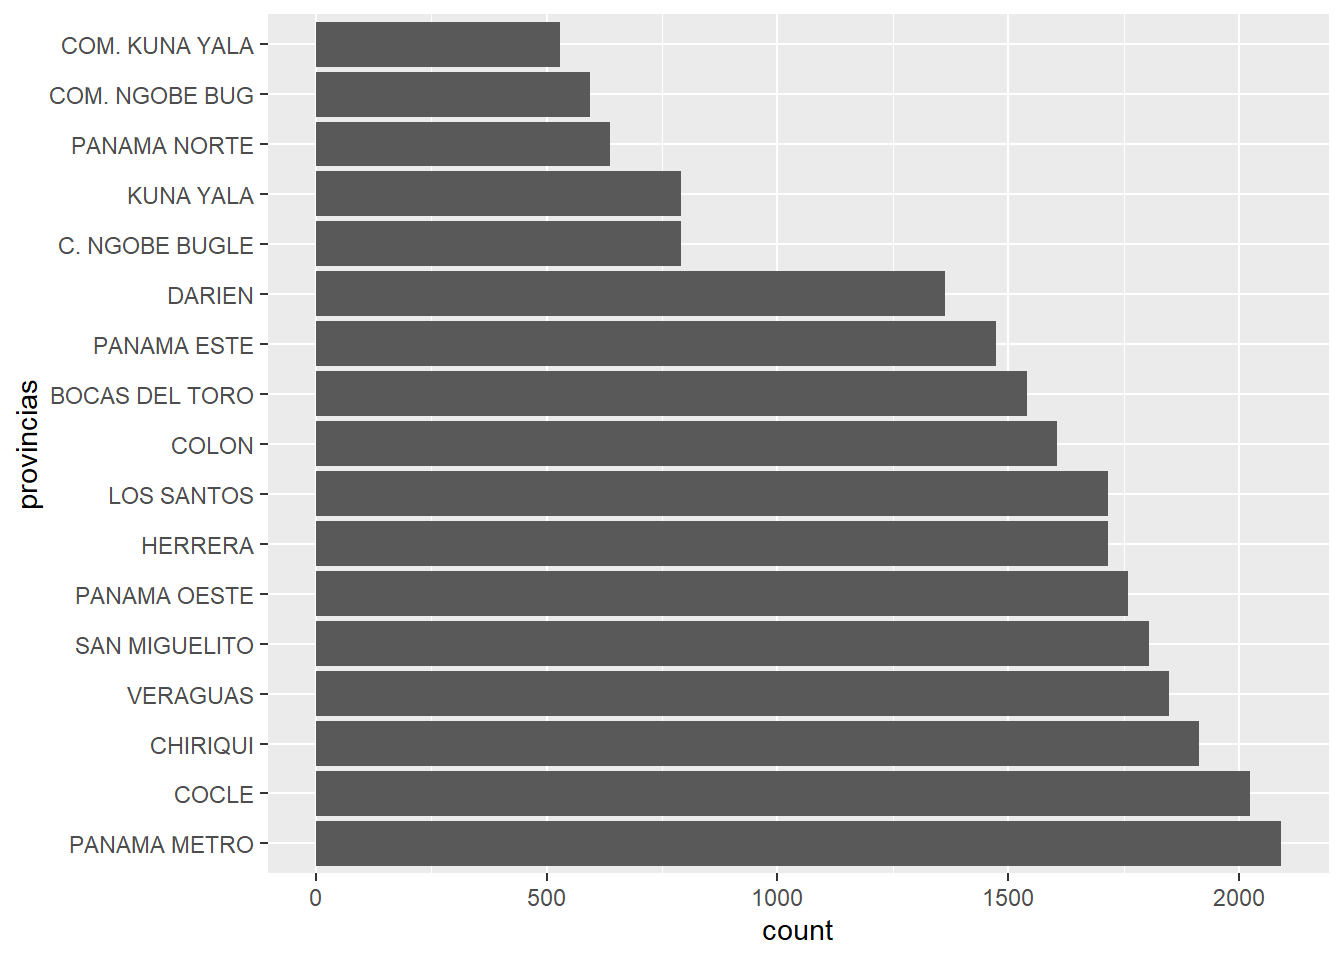 COM. KUNA YALA
COM. NGOBE BUG
PANAMA NORTE
KUNA YALA
C. NGOBE BUGLE
DARIEN
PANAMA ESTE
BOCAS DEL TORO
COLON
LOS SANTOS
HERRERA
PANAMA OESTE
SAN MIGUELITO
VERAGUAS
CHIRIQUI
COCLE
PANAMA METRO
provincias
0 500 1000 1500 2000
count